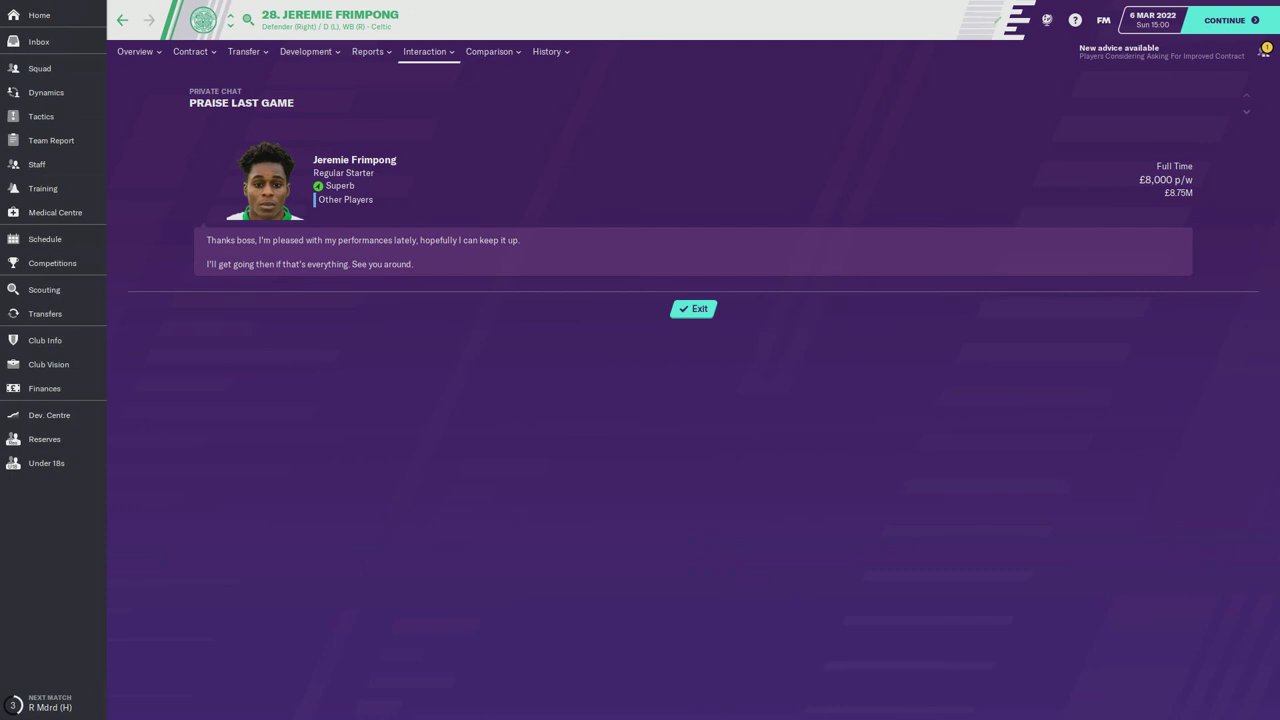 28. JEREMIE FRIMPONG
Defender (Right) / D (L), WB (R) - Celtic
FM
6 MAR 2022
Sun 15:00
CONTINUE
Overview
Contract
Transfer
Development
Reports
Interaction
Comparison
History
New advice available
Players Considering Asking For Improved Contract
1
Home
Inbox
Squad
Dynamics
Tactics
Team Report
Staff
Training
Medical Centre
Schedule
Competitions
Scouting
Transfers
Club Info
Club Vision
Finances
Dev. Centre
Reserves
Under 18s
3
NEXT MATCH
R Mdrd (H)
PRIVATE CHAT
PRAISE LAST GAME
Jeremie Frimpong
Regular Starter
Superb
Other Players
Full Time
£8,000 p/w
£8.75M
Thanks boss, I'm pleased with my performances lately, hopefully I can keep it up.
I'll get going then if that's everything. See you around.
Exit